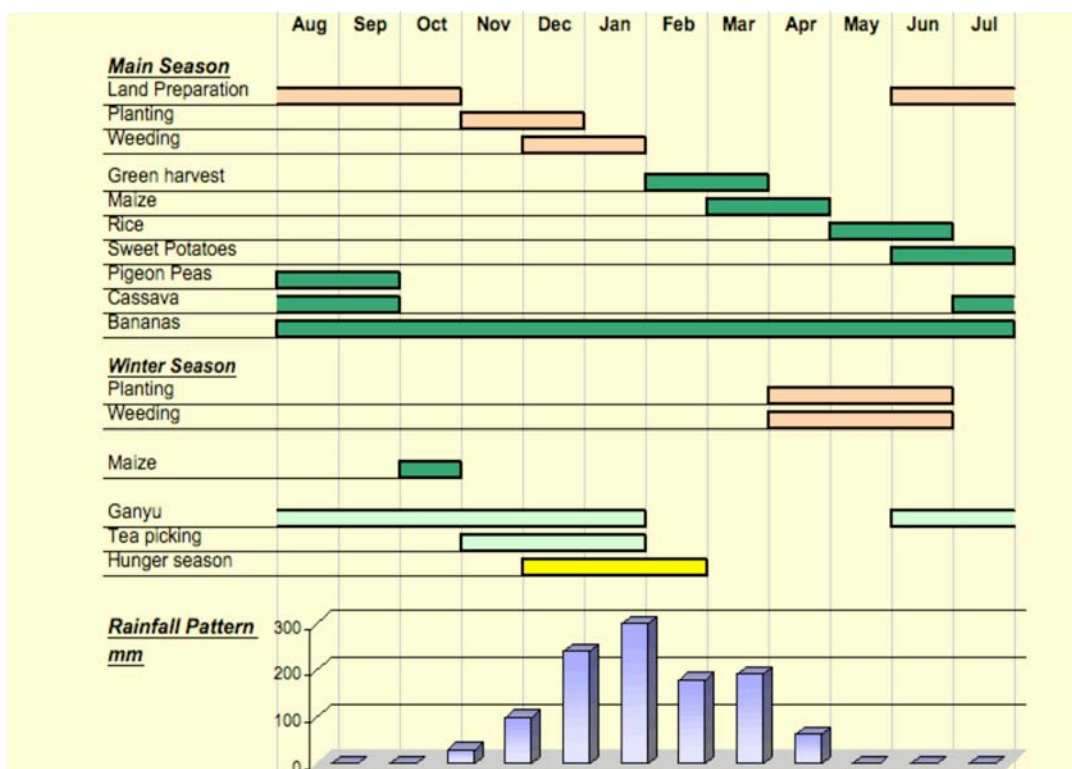 Aug Sep Oct Nov Dec Jan Feb Mar Apr May Jun Jul
Main Season
Land Preparation
Planting
Weeding
Green harvest
Maize
Rice
Sweet Potatoes
Pigeon Peas
Cassava
Bananas
Winter Season
Planting
Weeding
Maize
Ganyu
Tea picking
Hunger season
Rainfall Pattern
mm
300
200
100
0